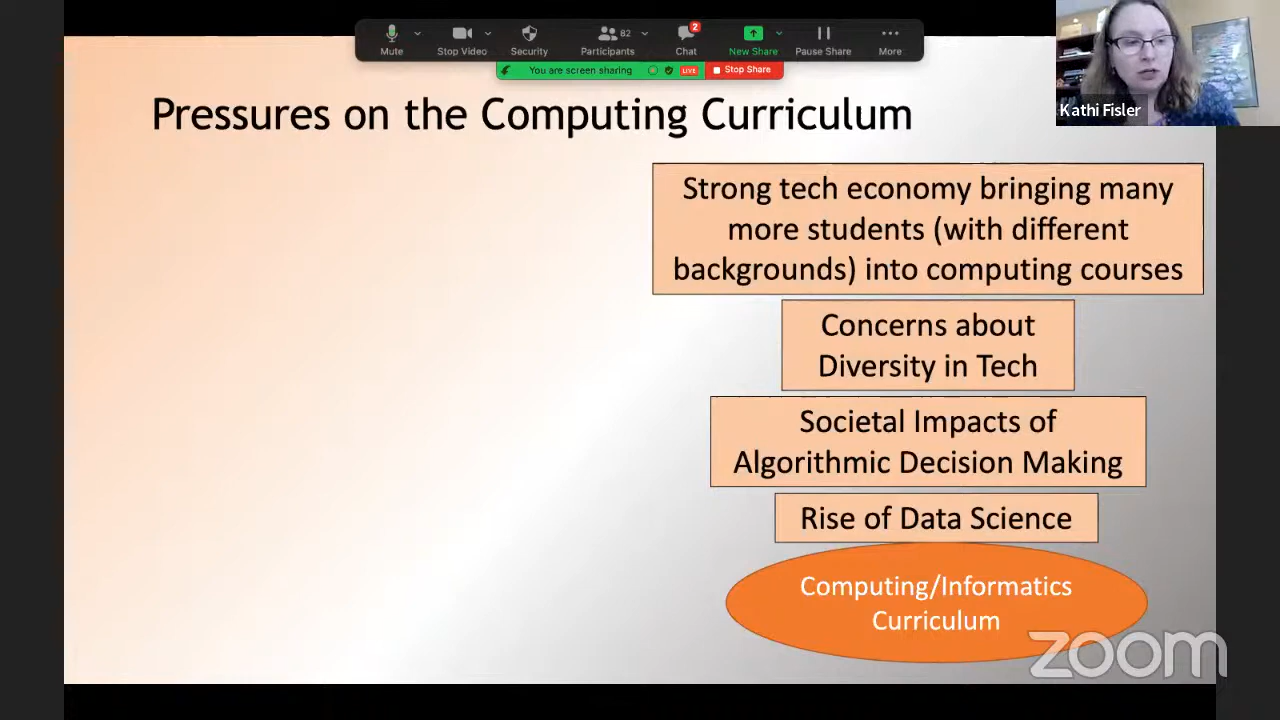 82
2
Mute
Stop Video
Security
Participants
Chat
New Share
Pause Share
More
You are screen sharing
LIVE
Stop Share
Kathi Fisler
Pressures on the Computing Curriculum
Strong tech economy bringing many
more students (with different
backgrounds) into computing courses
Concerns about
Diversity in Tech
Societal Impacts of
Algorithmic Decision Making
Rise of Data Science
Computing/Informatics
Curriculum
zoom